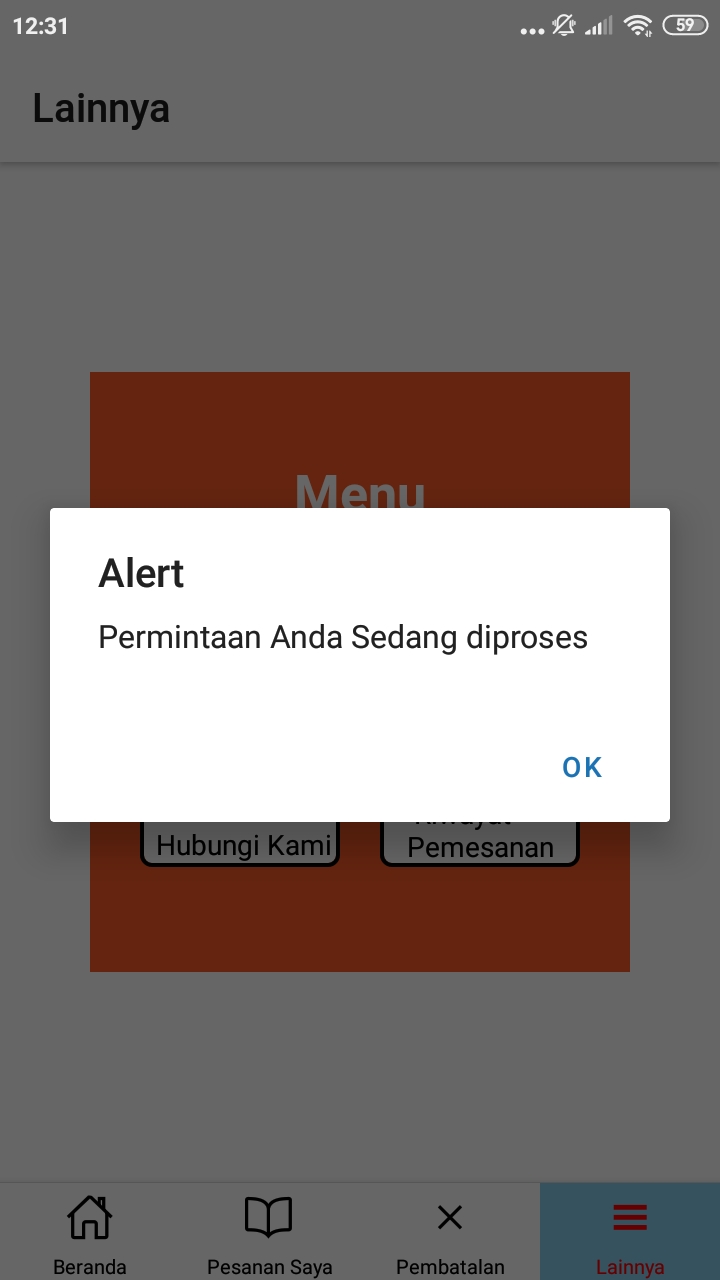 12:31
59
Lainnya
Menu
Alert
Permintaan Anda Sedang diproses
OK
Hubungi Kami
Pemesanan
Beranda
Pesanan Saya
Pembatalan
Lainnya